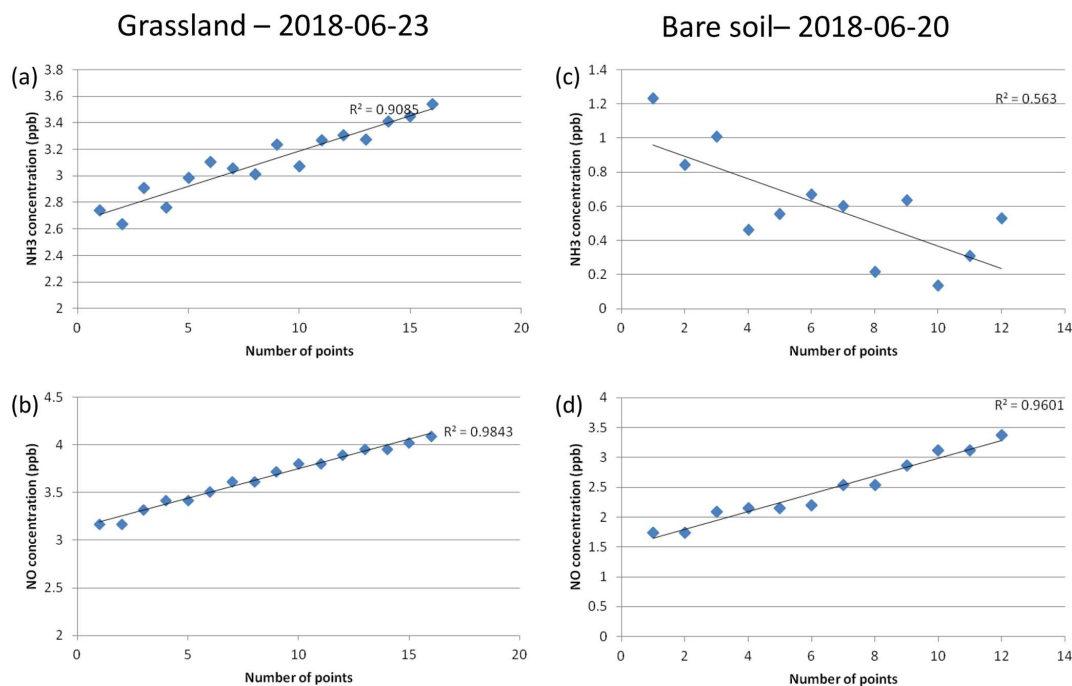 Grassland – 2018-06-23
Bare soil– 2018-06-20
(a)
NH3 concentration (ppb)
3.8
3.6
3.4
3.2
3
2.8
2.6
2.4
2.2
2
R² = 0.9085
0 5 10 15 20
Number of points
(c)
NH3 concentration (ppb)
1.4
1.2
1
0.8
0.6
0.4
0.2
0
R² = 0.563
0 2 4 6 8 10 12 14
Number of points
(b)
NO concentration (ppb)
4.5
4
3.5
3
2.5
2
R² = 0.9843
0 5 10 15 20
Number of points
(d)
NO concentration (ppb)
4
3.5
3
2.5
2
1.5
1
0.5
0
R² = 0.9601
0 2 4 6 8 10 12 14
Number of points